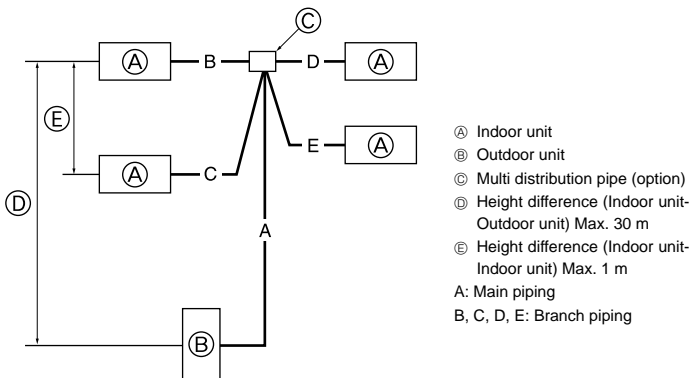 Ⓒ
Ⓐ B D Ⓐ
Ⓔ
E Ⓐ
Ⓐ C
Ⓓ
A
Ⓑ
Ⓐ Indoor unit
Ⓑ Outdoor unit
Ⓒ Multi distribution pipe (option)
Ⓓ Height difference (Indoor unit-
Outdoor unit) Max. 30 m
Ⓔ Height difference (Indoor unit-
Indoor unit) Max. 1 m
A: Main piping
B, C, D, E: Branch piping